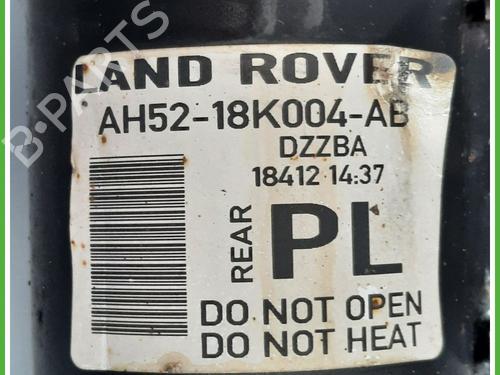 B-PARTS
LAND ROVER
AH52-18K004-AB
DZZBA
18412 14:37
REAR
PL
DO NOT OPEN
DO NOT HEAT